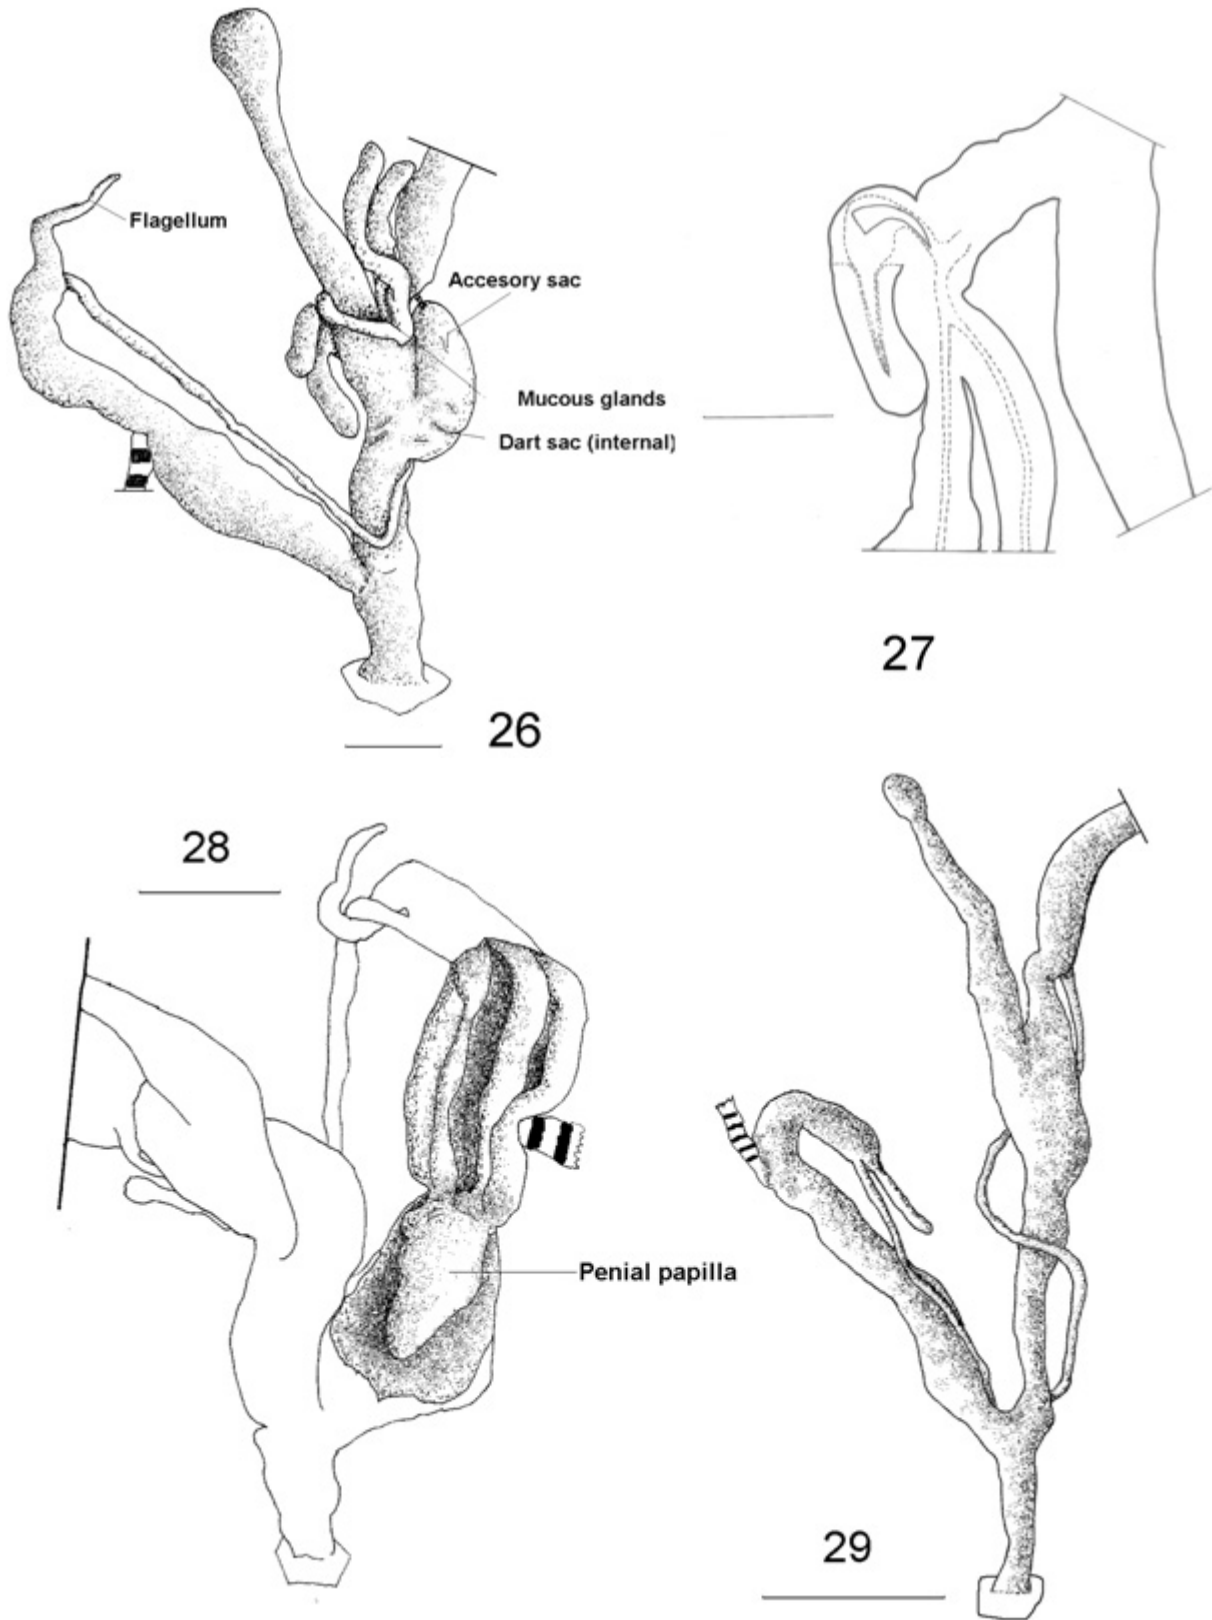 Flagellum
Accesory sac
Mucous glands
Dart sac (internal)
26
27
28
Penial papilla
29